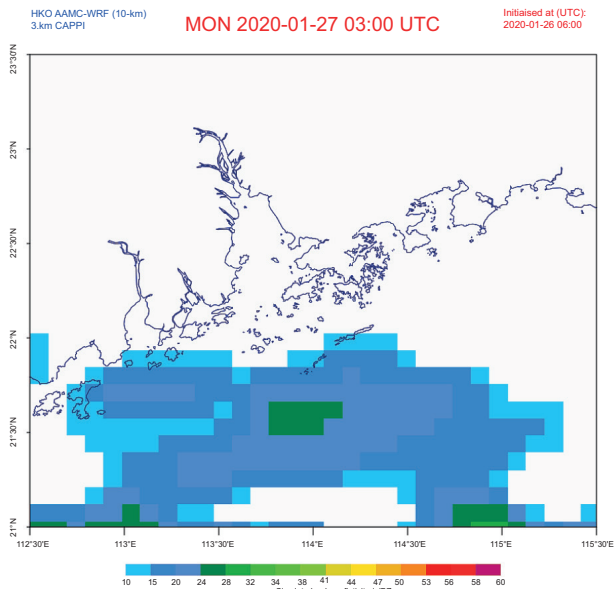 HKO AAMC-WRF (10-km)
3.km CAPPI
MON 2020-01-27 03:00 UTC
Initiaised at (UTC):
2020-01-26 06:00
23°30'N
23°N
22°30'N
22°N
21°30'N
21°N
112°30'E 113°E 113°30'E 114°E 114°30'E 115°E 115°30'E
10 15 20 24 28 32 34 38 41 44 47 50 53 56 58 60